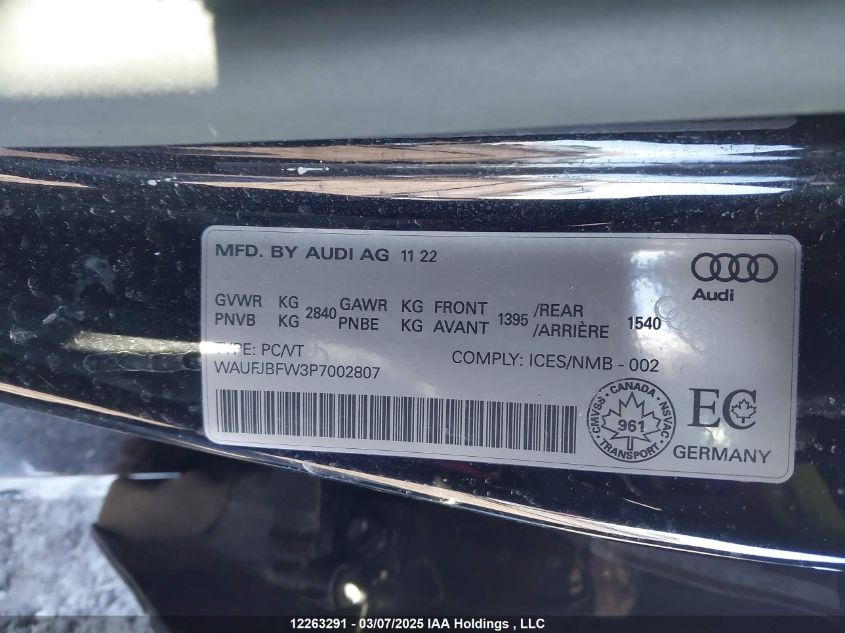 MFD. BY AUDI AG 11 22
Audi
GVWR KG 2840 GAWR KG FRONT 1395 /REAR 1540
PNVB KG PNBE KG AVANT /ARRIÈRE
TYPE: PC/VT COMPLY: ICES/NMB - 002
WAUFJBFW3P7002807
CMVSS · CANADA · NSVAC
961
TRANSPORT
EC
GERMANY
12263291 - 03/07/2025 IAA Holdings , LLC